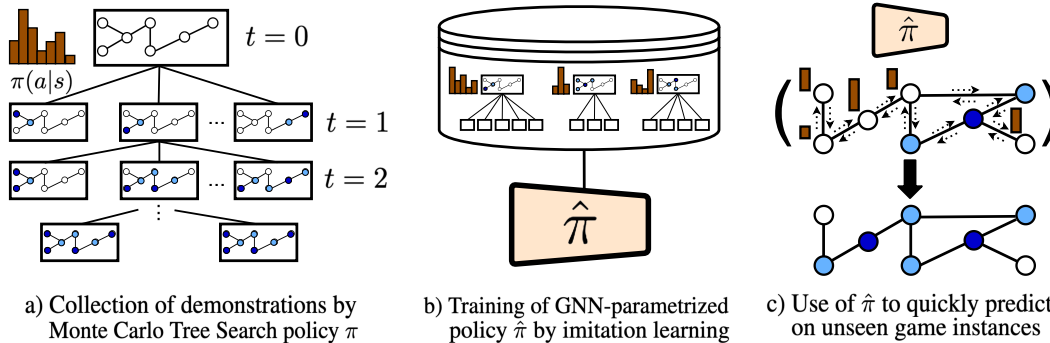 t = 0
π(a|s)
...
t = 1
...
t = 2
⋮
a) Collection of demonstrations by
Monte Carlo Tree Search policy π
π̂
b) Training of GNN-parametrized
policy π̂ by imitation learning
π̂
( )
c) Use of π̂ to quickly predict
on unseen game instances